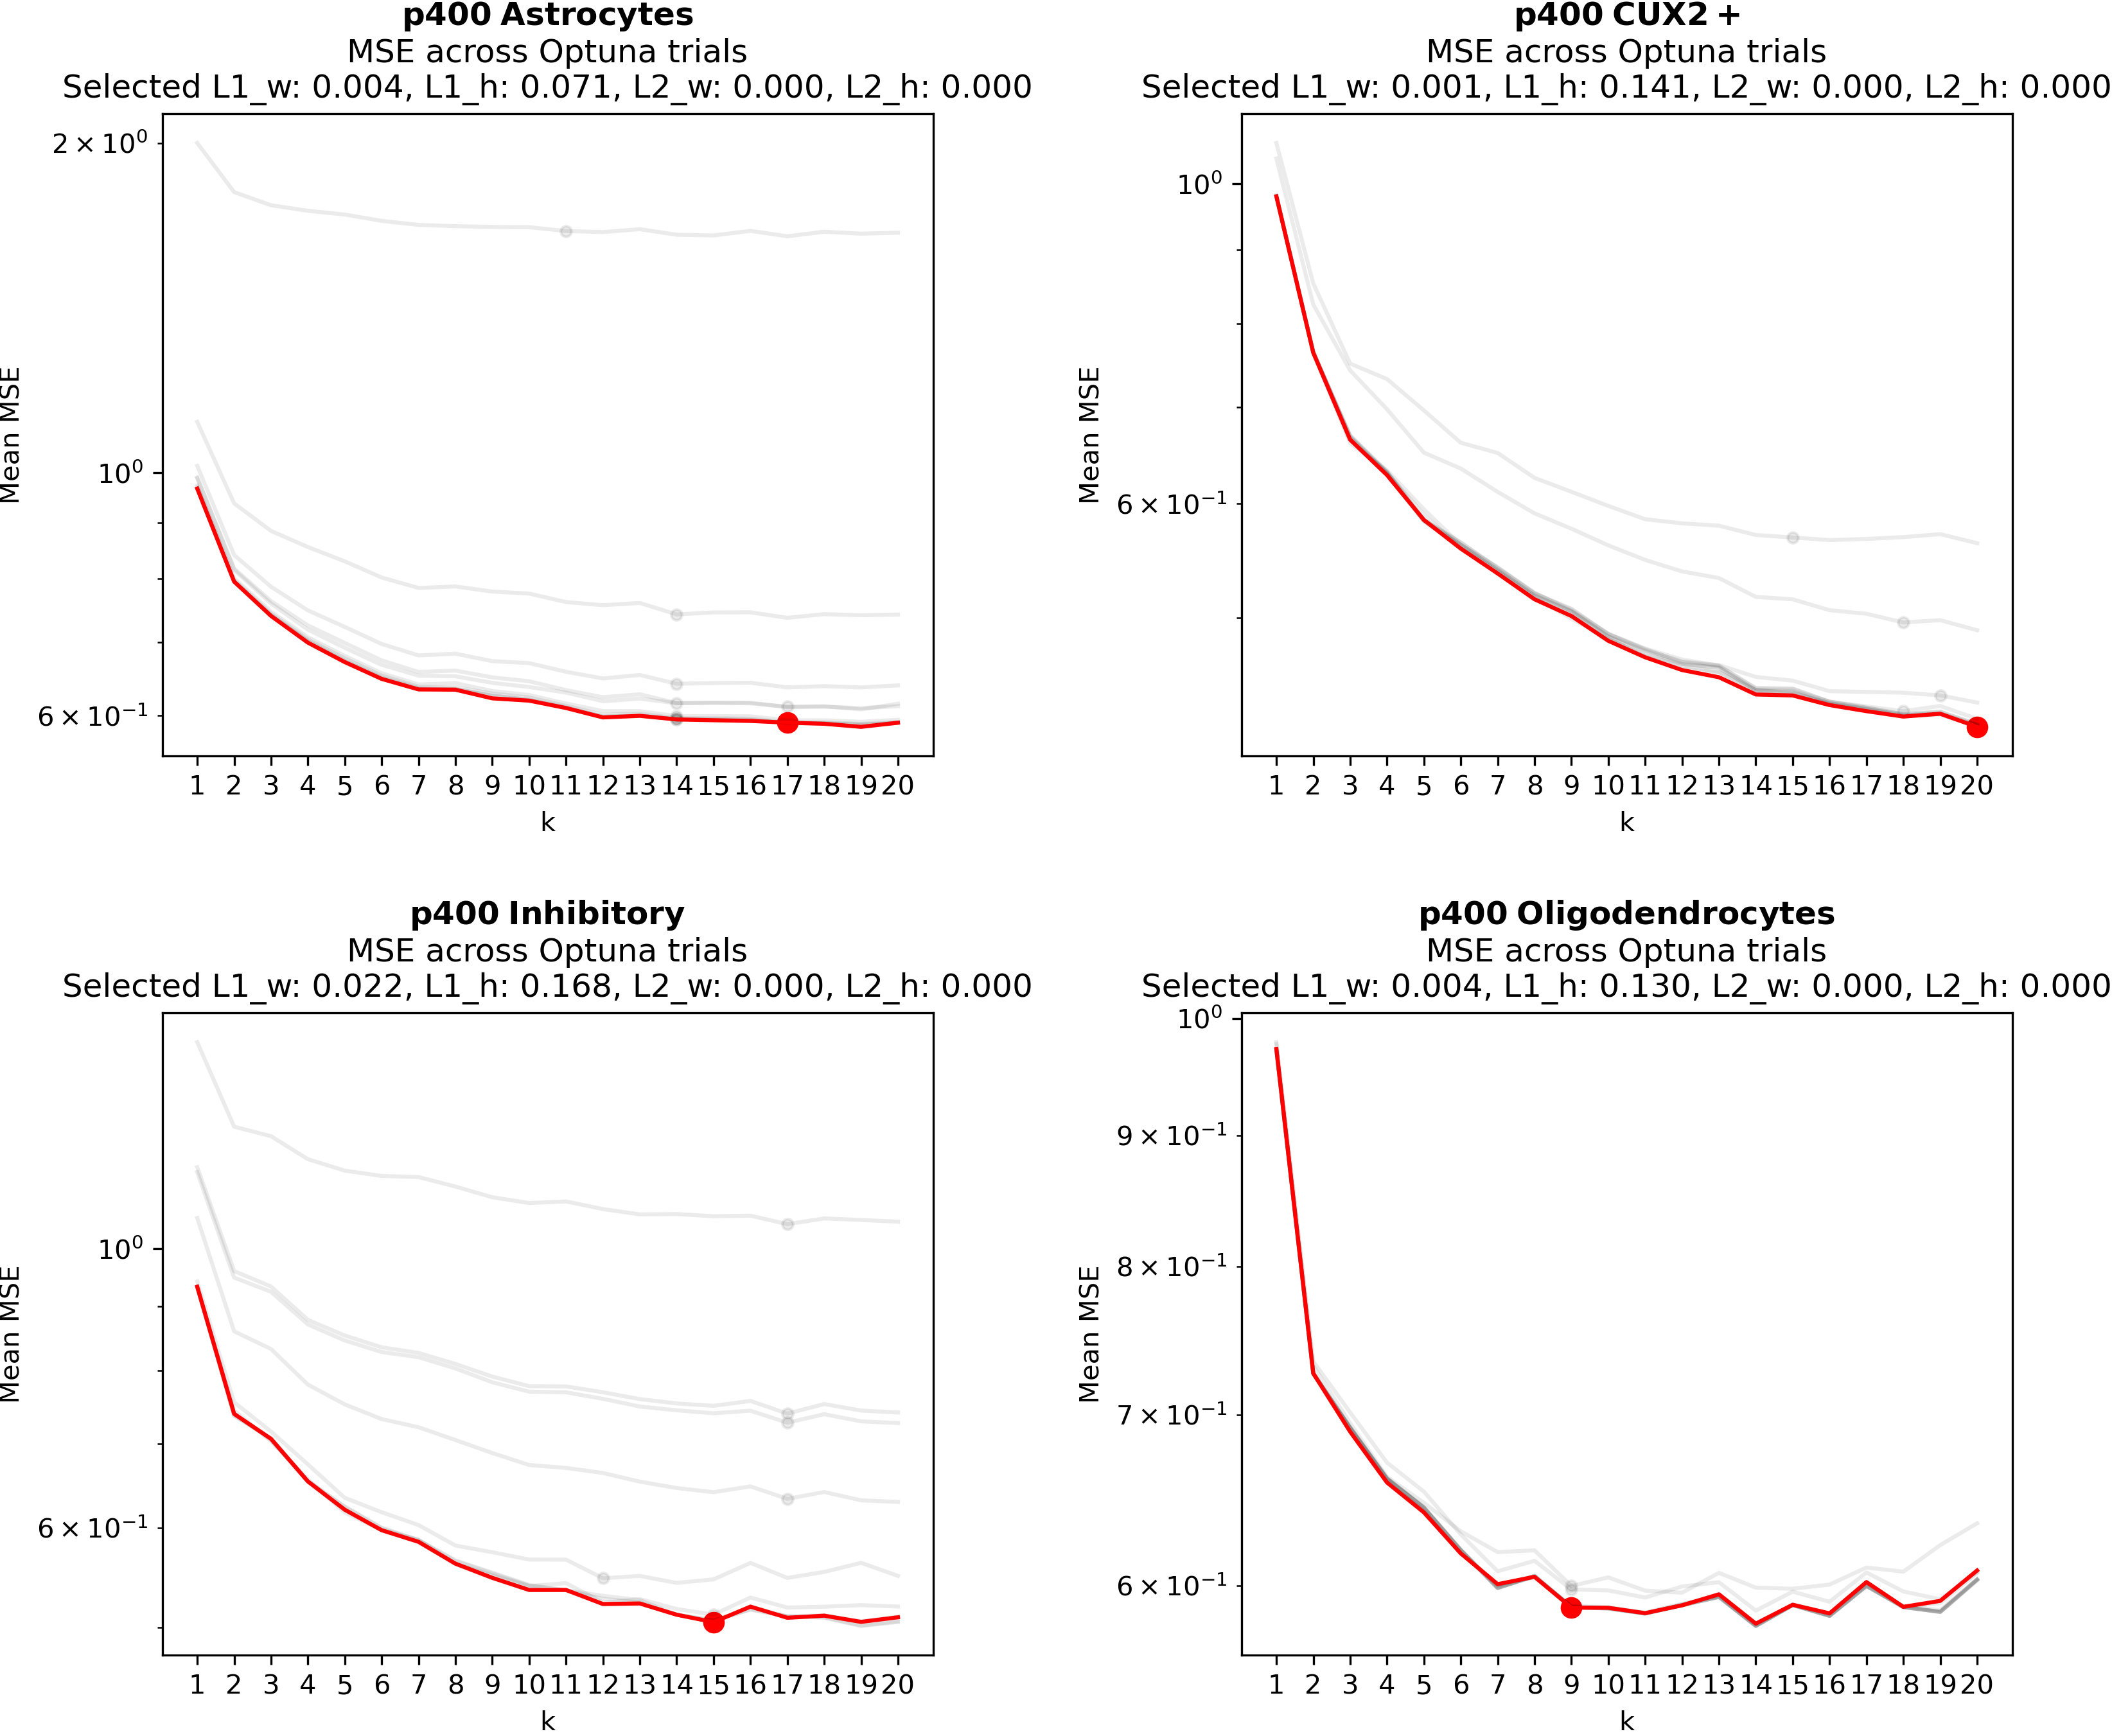 p400 Astrocytes
MSE across Optuna trials
Selected L1_w: 0.004, L1_h: 0.071, L2_w: 0.000, L2_h: 0.000
2 × 10⁰
10⁰
6 × 10⁻¹
Mean MSE
1 2 3 4 5 6 7 8 9 10 11 12 13 14 15 16 17 18 19 20
k
p400 CUX2 +
MSE across Optuna trials
Selected L1_w: 0.001, L1_h: 0.141, L2_w: 0.000, L2_h: 0.000
10⁰
6 × 10⁻¹
Mean MSE
1 2 3 4 5 6 7 8 9 10 11 12 13 14 15 16 17 18 19 20
k
p400 Inhibitory
MSE across Optuna trials
Selected L1_w: 0.022, L1_h: 0.168, L2_w: 0.000, L2_h: 0.000
10⁰
6 × 10⁻¹
Mean MSE
1 2 3 4 5 6 7 8 9 10 11 12 13 14 15 16 17 18 19 20
k
p400 Oligodendrocytes
MSE across Optuna trials
Selected L1_w: 0.004, L1_h: 0.130, L2_w: 0.000, L2_h: 0.000
10⁰
9 × 10⁻¹
8 × 10⁻¹
7 × 10⁻¹
6 × 10⁻¹
Mean MSE
1 2 3 4 5 6 7 8 9 10 11 12 13 14 15 16 17 18 19 20
k